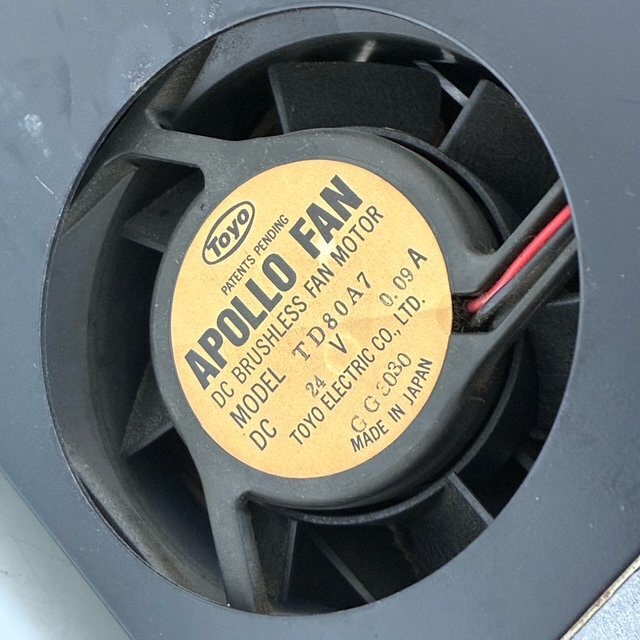 Toyo
PATENTS PENDING
APOLLO FAN
DC BRUSHLESS FAN MOTOR
MODEL TD80A7
DC 24 V 0.09 A
TOYO ELECTRIC CO., LTD.
GG5030
MADE IN JAPAN